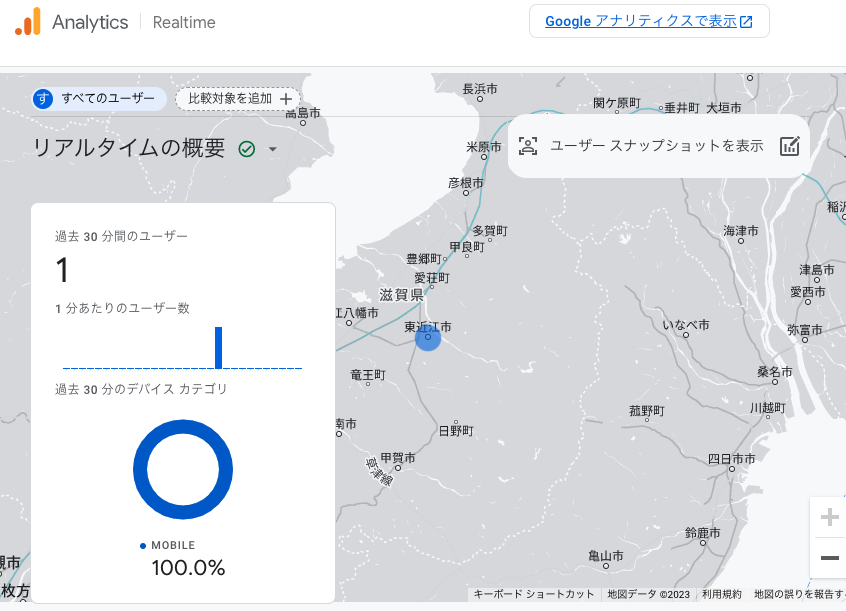 Analytics Realtime
Google アナリティクスで表示
す すべてのユーザー 比較対象を追加
リアルタイムの概要
ユーザー スナップショットを表示
過去 30 分間のユーザー
1
1 分あたりのユーザー数
過去 30 分のデバイス カテゴリ
MOBILE
100.0%
長浜市
関ケ原町
垂井町
大垣市
高島市
米原市
彦根市
稲沢
多賀町
海津市
甲良町
豊郷町
津島市
愛荘町
愛西市
滋賀県
江八幡市
東近江市
いなべ市
弥富市
竜王町
桑名市
菰野町
川越町
南市
日野町
甲賀市
四日市市
草津線
鈴鹿市
亀山市
枚方
キーボード ショートカット 地図データ ©2023 利用規約 地図の誤りを報告す